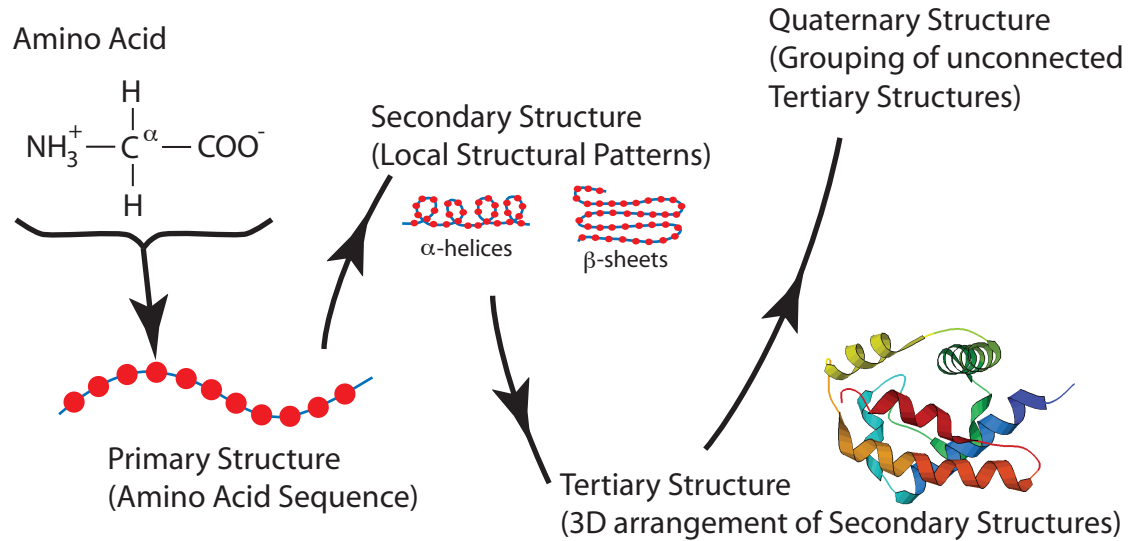 Amino Acid
H
NH₃⁺ — C^α — COO⁻
H
Primary Structure
(Amino Acid Sequence)
Secondary Structure
(Local Structural Patterns)
α-helices
β-sheets
Tertiary Structure
(3D arrangement of Secondary Structures)
Quaternary Structure
(Grouping of unconnected
Tertiary Structures)